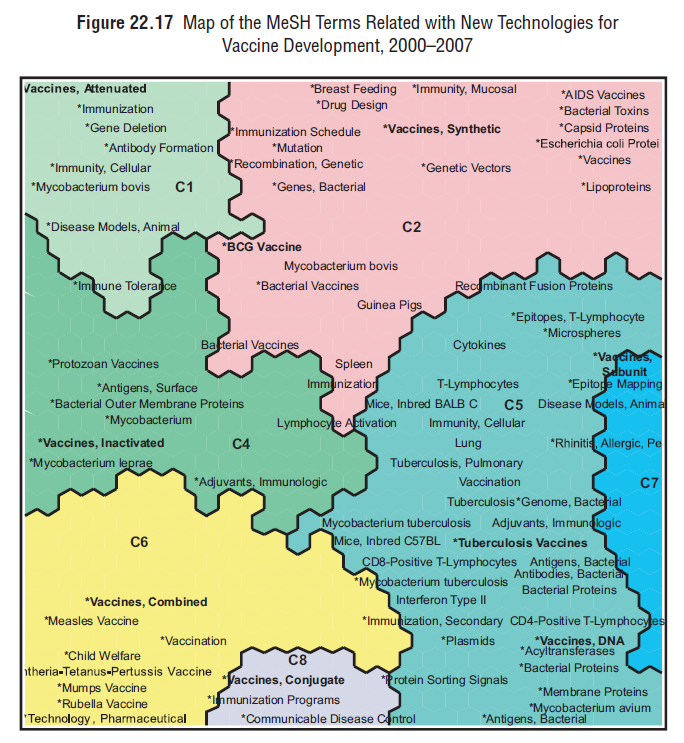 Figure 22.17 Map of the MeSH Terms Related with New Technologies for
Vaccine Development, 2000–2007
Vaccines, Attenuated
*Immunization
*Gene Deletion
*Antibody Formation
*Immunity, Cellular
*Mycobacterium bovis
C1
*Disease Models, Animal
*Immune Tolerance
*Breast Feeding
*Immunity, Mucosal
*Drug Design
*AIDS Vaccines
*Bacterial Toxins
*Immunization Schedule
*Vaccines, Synthetic
*Capsid Proteins
*Mutation
*Escherichia coli Protei
*Recombination, Genetic
*Genetic Vectors
*Vaccines
*Genes, Bacterial
*Lipoproteins
C2
*BCG Vaccine
Mycobacterium bovis
*Bacterial Vaccines
Guinea Pigs
Bacterial Vaccines
Spleen
Immunization
Lymphocyte Activation
Recombinant Fusion Proteins
*Epitopes, T-Lymphocyte
*Microspheres
Cytokines
*Vaccines,
Subunit
T-Lymphocytes
*Epitope Mapping
Mice, Inbred BALB C
C5
Disease Models, Anima
Immunity, Cellular
Lung
*Rhinitis, Allergic, Pe
Tuberculosis, Pulmonary
C7
Vaccination
Tuberculosis
*Genome, Bacterial
Mycobacterium tuberculosis
Adjuvants, Immunologic
Mice, Inbred C57BL
*Tuberculosis Vaccines
CD8-Positive T-Lymphocytes
Antigens, Bacterial
Antibodies, Bacterial
*Mycobacterium tuberculosis
Bacterial Proteins
Interferon Type II
*Immunization, Secondary
CD4-Positive T-Lymphocytes
*Plasmids
*Vaccines, DNA
*Acyltransferases
*Bacterial Proteins
*Protein Sorting Signals
*Membrane Proteins
*Mycobacterium avium
*Antigens, Bacterial
*Protozoan Vaccines
*Antigens, Surface
*Bacterial Outer Membrane Proteins
*Mycobacterium
*Vaccines, Inactivated
C4
*Mycobacterium leprae
*Adjuvants, Immunologic
C6
*Vaccines, Combined
*Measles Vaccine
*Vaccination
*Child Welfare
ntheria-Tetanus-Pertussis Vaccine
*Mumps Vaccine
*Rubella Vaccine
*Technology, Pharmaceutical
C8
*Vaccines, Conjugate
*Immunization Programs
*Communicable Disease Control